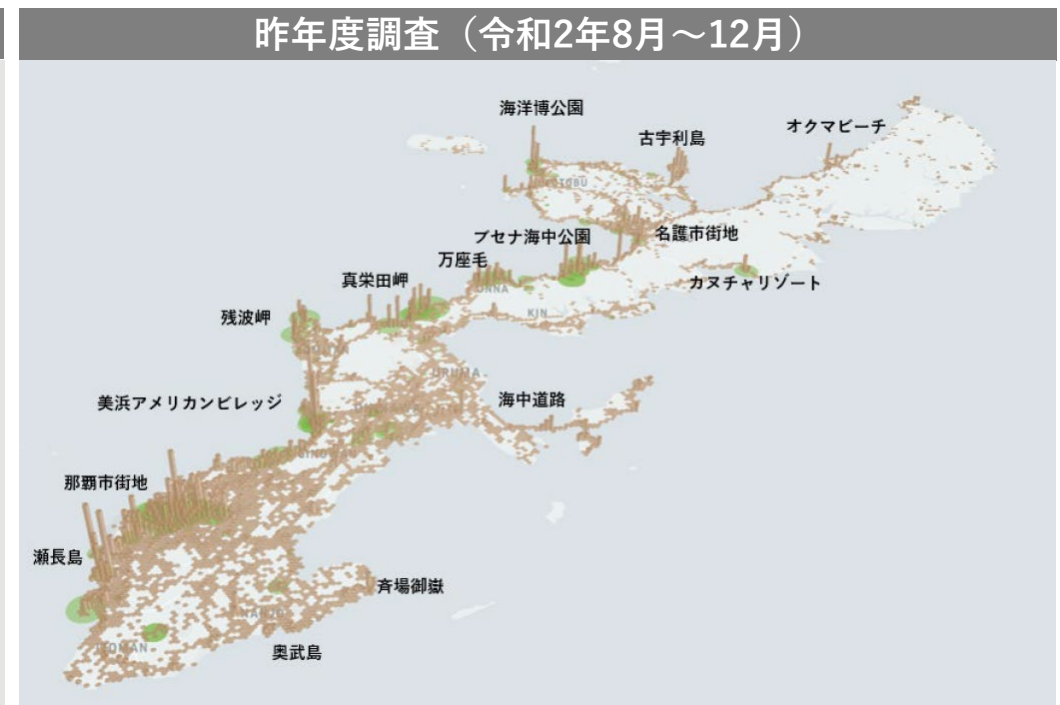 昨年度調査（令和2年8月～12月）
海洋博公園
古宇利島
オクマビーチ
ブセナ海中公園
名護市街地
万座毛
真栄田岬
カヌチャリゾート
残波岬
KIN
美浜アメリカンビレッジ
海中道路
那覇市街地
瀬長島
斎場御嶽
奥武島